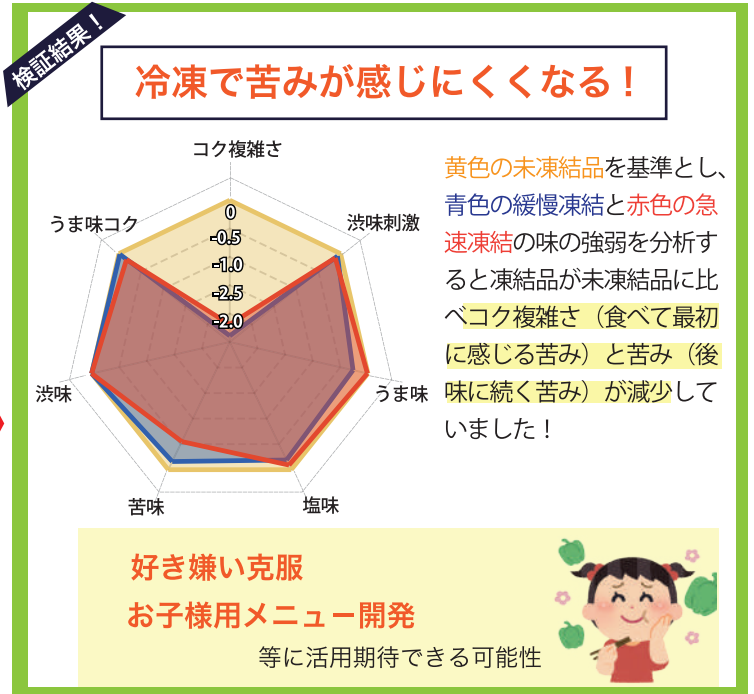 検証結果！
冷凍で苦みが感じにくくなる！
コク複雑さ
うま味コク
渋味刺激
0
-0.5
-1.0
-2.5
-2.0
渋味
うま味
苦味
塩味
黄色の未凍結品を基準とし、
青色の緩慢凍結と赤色の急
速凍結の味の強弱を分析す
ると凍結品が未凍結品に比
べコク複雑さ（食べて最初
に感じる苦み）と苦み（後
味に続く苦み）が減少して
いました！
好き嫌い克服
お子様用メニュー開発
等に活用期待できる可能性